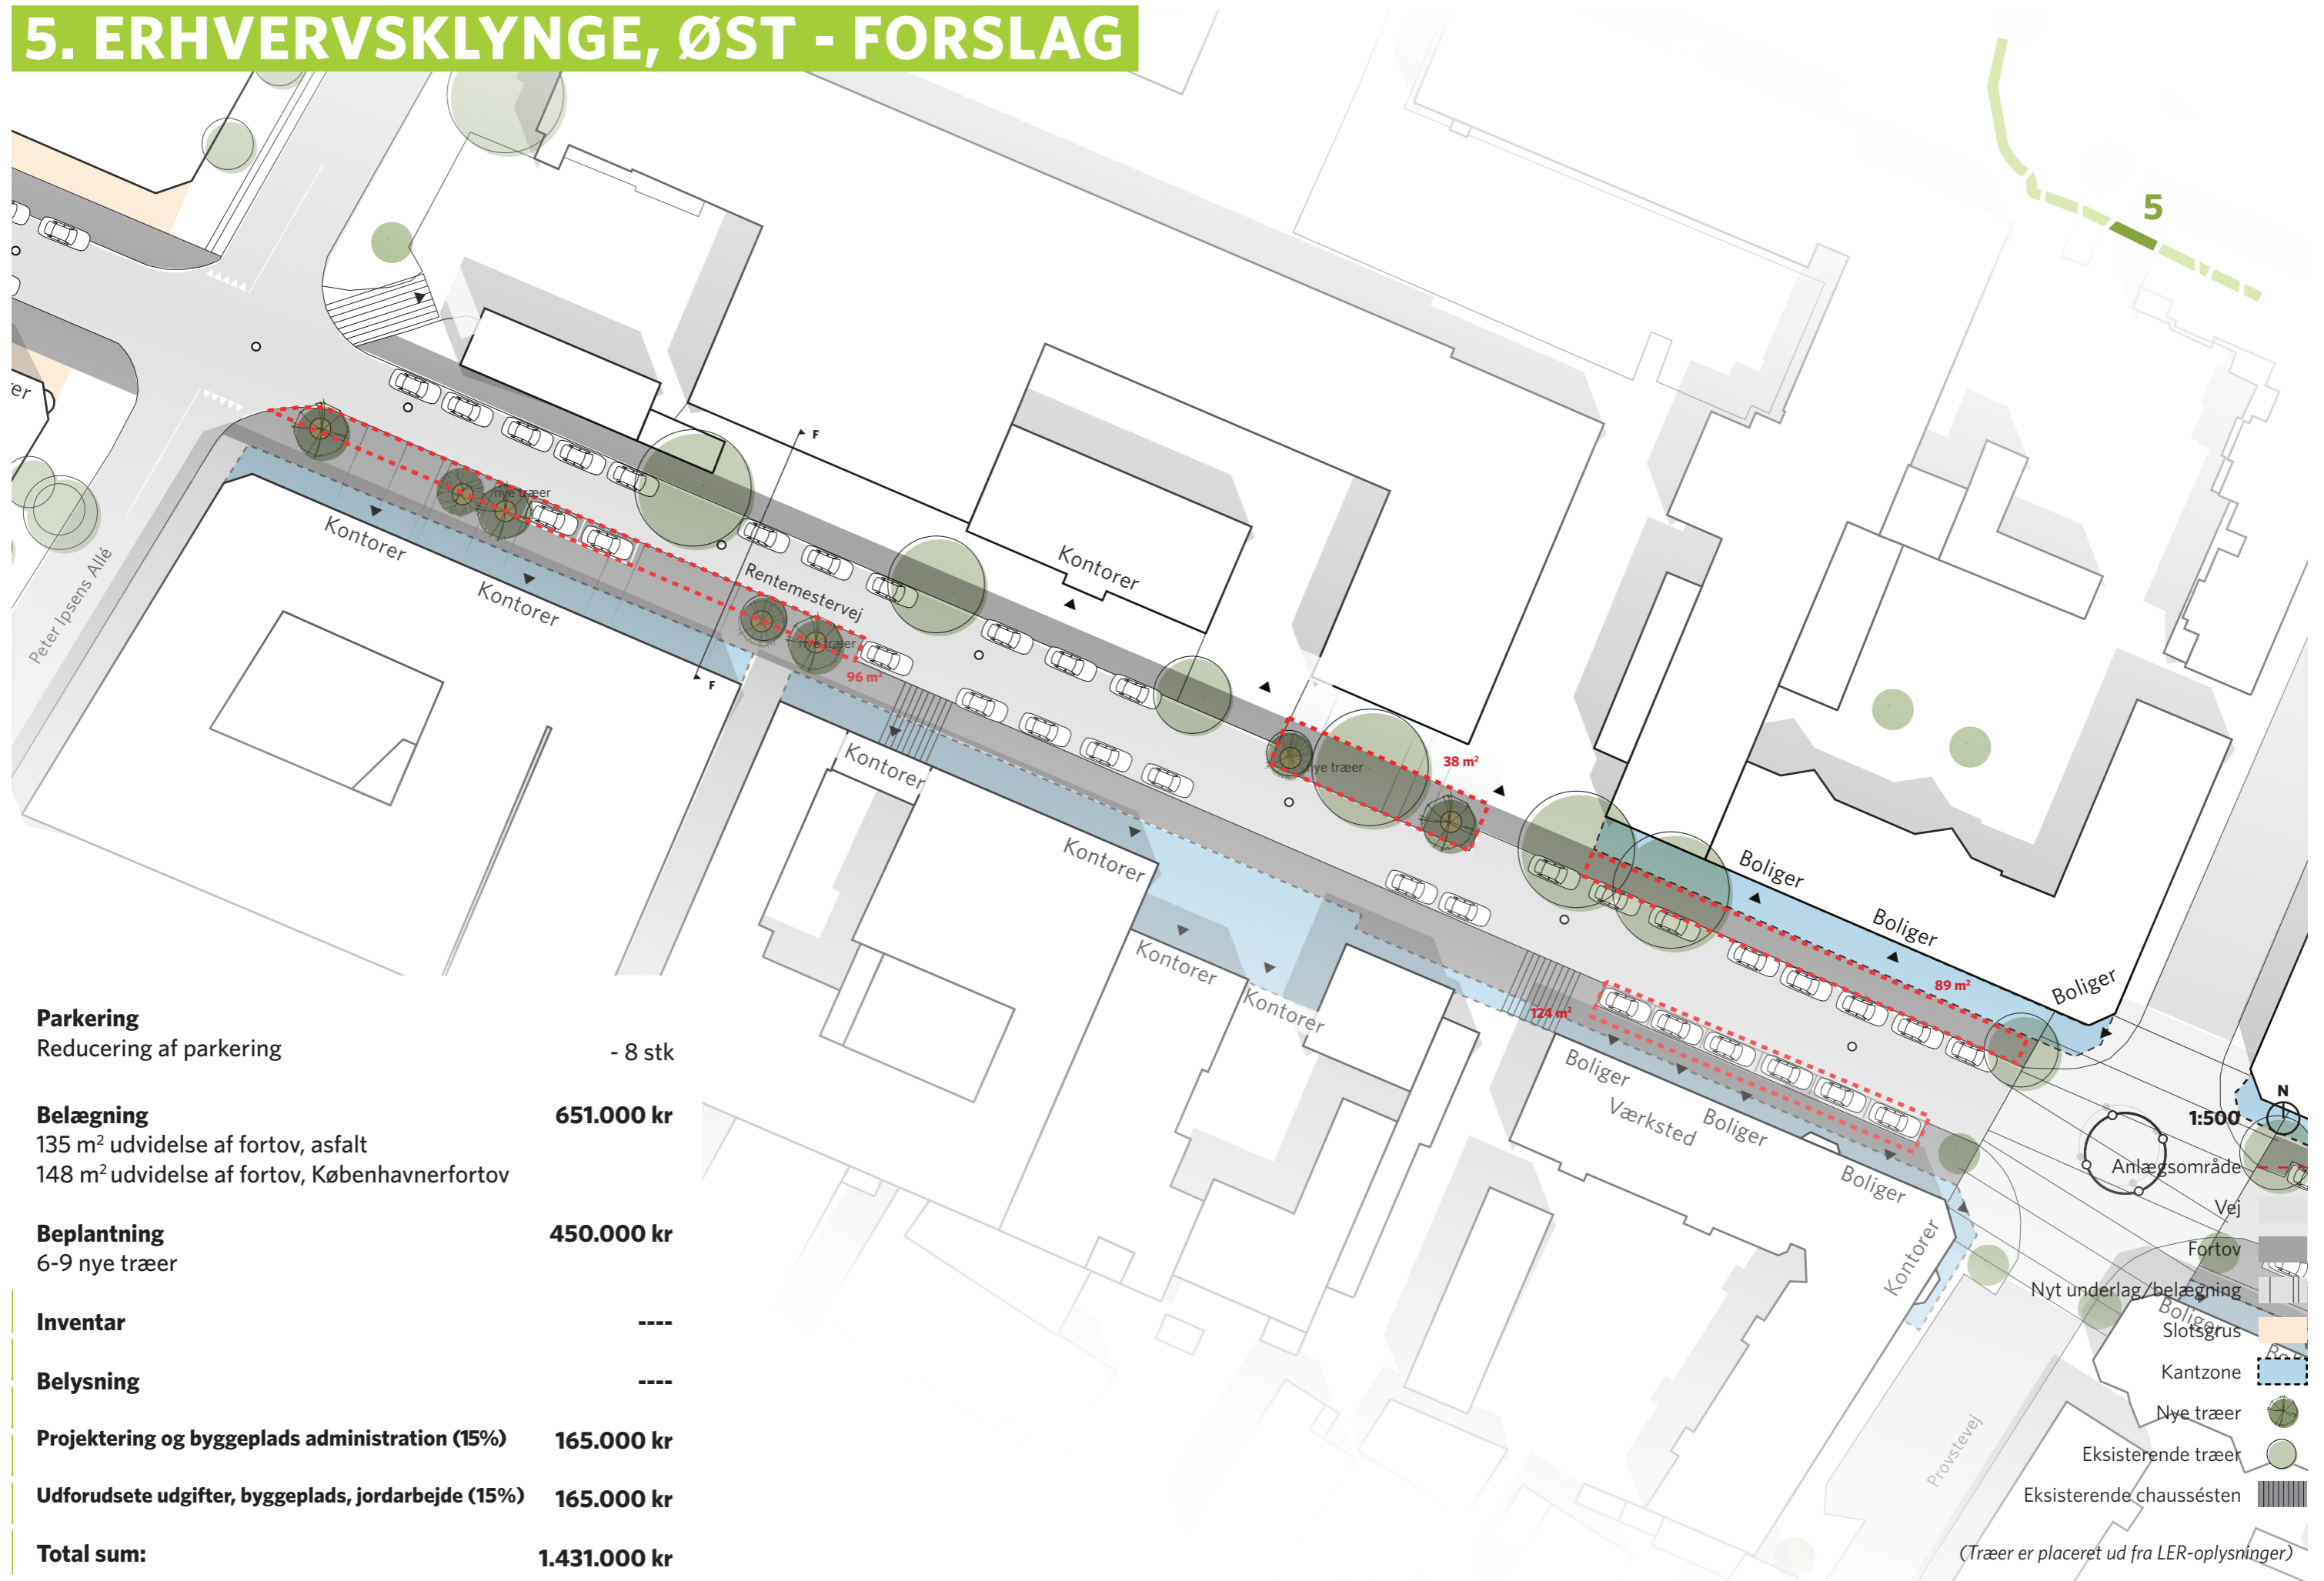 5. ERHVERVSKLYNGE, ØST - FORSLAG
5
F
nye træer
Kontorer
Kontorer
Kontorer
Rentemestervej
Peter Ipsens Allé
nye træer
96 m²
F
Kontorer
nye træer
38 m²
Kontorer
Boliger
Boliger
Boliger
89 m²
Kontorer
Kontorer
124 m²
Boliger
Værksted
Boliger
Boliger
Kontorer
Provstevej
Boliger
Parkering
Reducering af parkering - 8 stk
Belægning 651.000 kr
135 m² udvidelse af fortov, asfalt
148 m² udvidelse af fortov, Københavnerfortov
Beplantning 450.000 kr
6-9 nye træer
Inventar ----
Belysning ----
Projektering og byggeplads administration (15%) 165.000 kr
Udforudsete udgifter, byggeplads, jordarbejde (15%) 165.000 kr
Total sum: 1.431.000 kr
N
1:500
Anlægsområde
Vej
Fortov
Nyt underlag/belægning
Slotsgrus
Kantzone
Nye træer
Eksisterende træer
Eksisterende chaussésten
(Træer er placeret ud fra LER-oplysninger)